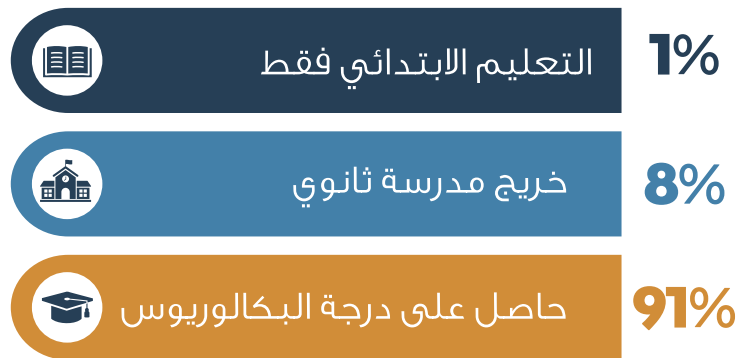 التعليم الابتدائي فقط
1%
خريج مدرسة ثانوي
8%
حاصل على درجة البكالوريوس
91%